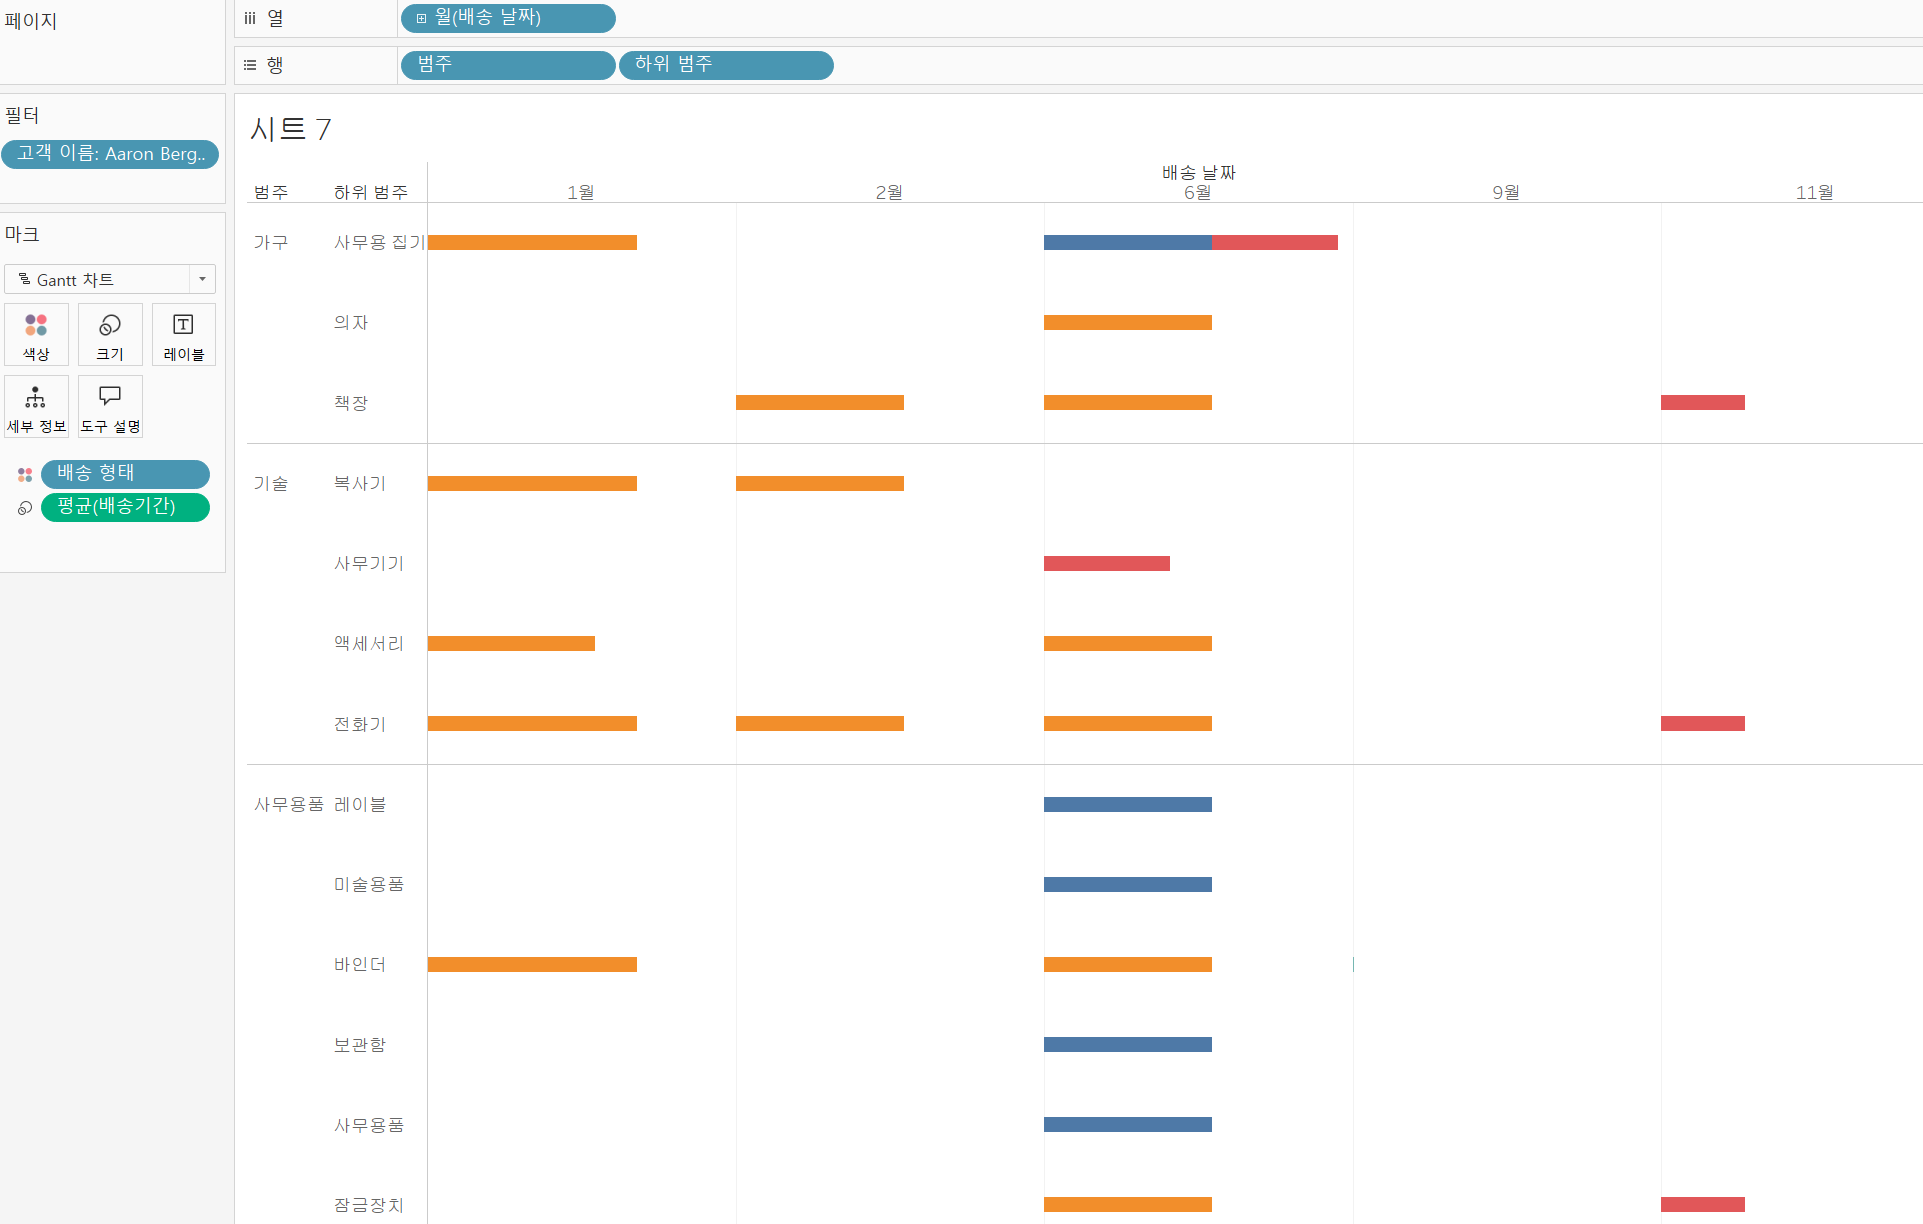 페이지
열
월(배송 날짜)
행
범주
하위 범주
필터
고객 이름: Aaron Berg..
마크
Gantt 차트
색상
크기
레이블
세부 정보
도구 설명
배송 형태
평균(배송기간)
시트 7
배송 날짜
범주 하위 범주 1월 2월 6월 9월 11월
가구 사무용 집기
의자
책장
기술 복사기
사무기기
액세서리
전화기
사무용품 레이블
미술용품
바인더
보관함
사무용품
잠금장치